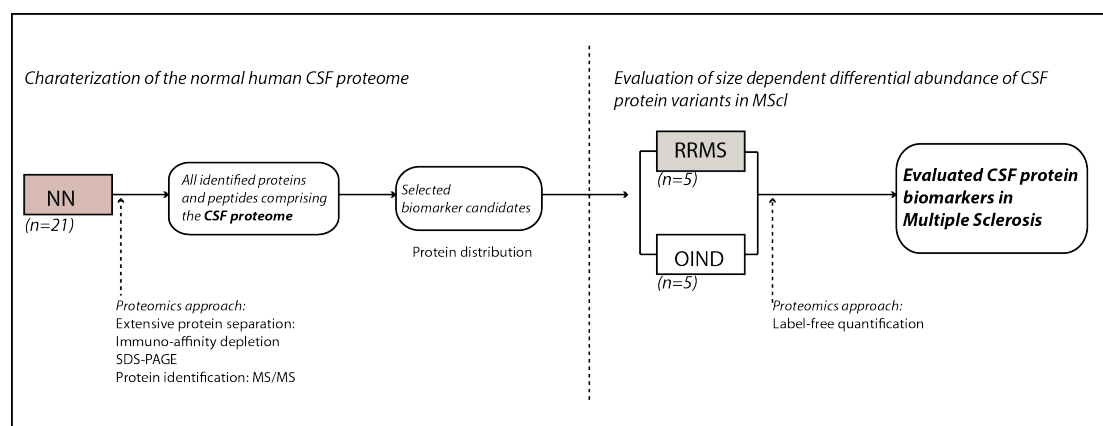 Charaterization of the normal human CSF proteome
NN
(n=21)
All identified proteins
and peptides comprising
the CSF proteome
Selected
biomarker candidates
Protein distribution
Proteomics approach:
Extensive protein separation:
Immuno-affinity depletion
SDS-PAGE
Protein identification: MS/MS
Evaluation of size dependent differential abundance of CSF
protein variants in MScl
RRMS
(n=5)
OIND
(n=5)
Proteomics approach:
Label-free quantification
Evaluated CSF protein
biomarkers in
Multiple Sclerosis